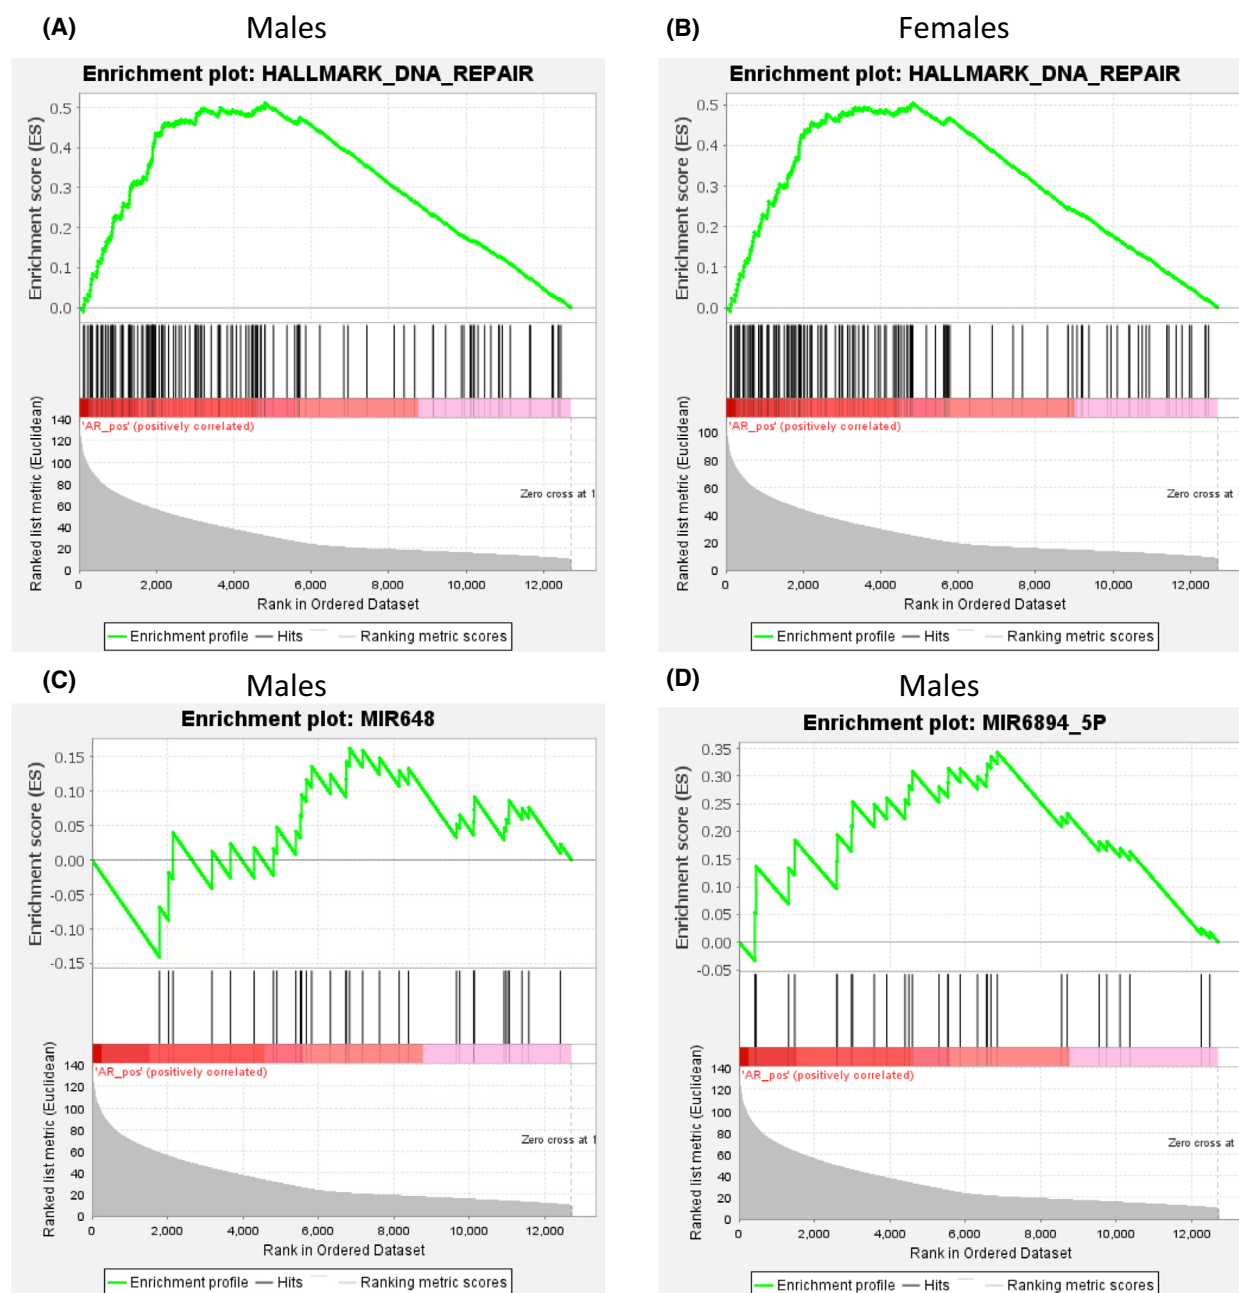 (A) Males
Enrichment plot: HALLMARK_DNA_REPAIR
Enrichment score (ES)
0.5
0.4
0.3
0.2
0.1
0.0
'AR_pos' (positively correlated)
Ranked list metric (Euclidean)
140
120
100
80
60
40
20
0
Zero cross at 1
0 2,000 4,000 6,000 8,000 10,000 12,000
Rank in Ordered Dataset
Enrichment profile Hits Ranking metric scores
(B) Females
Enrichment plot: HALLMARK_DNA_REPAIR
Enrichment score (ES)
0.5
0.4
0.3
0.2
0.1
0.0
'AR_pos' (positively correlated)
Ranked list metric (Euclidean)
100
80
60
40
20
0
Zero cross at
0 2,000 4,000 6,000 8,000 10,000 12,000
Rank in Ordered Dataset
Enrichment profile Hits Ranking metric scores
(C) Males
Enrichment plot: MIR648
Enrichment score (ES)
0.15
0.10
0.05
0.00
-0.05
-0.10
-0.15
'AR_pos' (positively correlated)
Ranked list metric (Euclidean)
140
120
100
80
60
40
20
0
Zero cross at 1
0 2,000 4,000 6,000 8,000 10,000 12,000
Rank in Ordered Dataset
Enrichment profile Hits Ranking metric scores
(D) Males
Enrichment plot: MIR6894_5P
Enrichment score (ES)
0.35
0.30
0.25
0.20
0.15
0.10
0.05
0.00
-0.05
'AR_pos' (positively correlated)
Ranked list metric (Euclidean)
140
120
100
80
60
40
20
0
Zero cross at
0 2,000 4,000 6,000 8,000 10,000 12,000
Rank in Ordered Dataset
Enrichment profile Hits Ranking metric scores